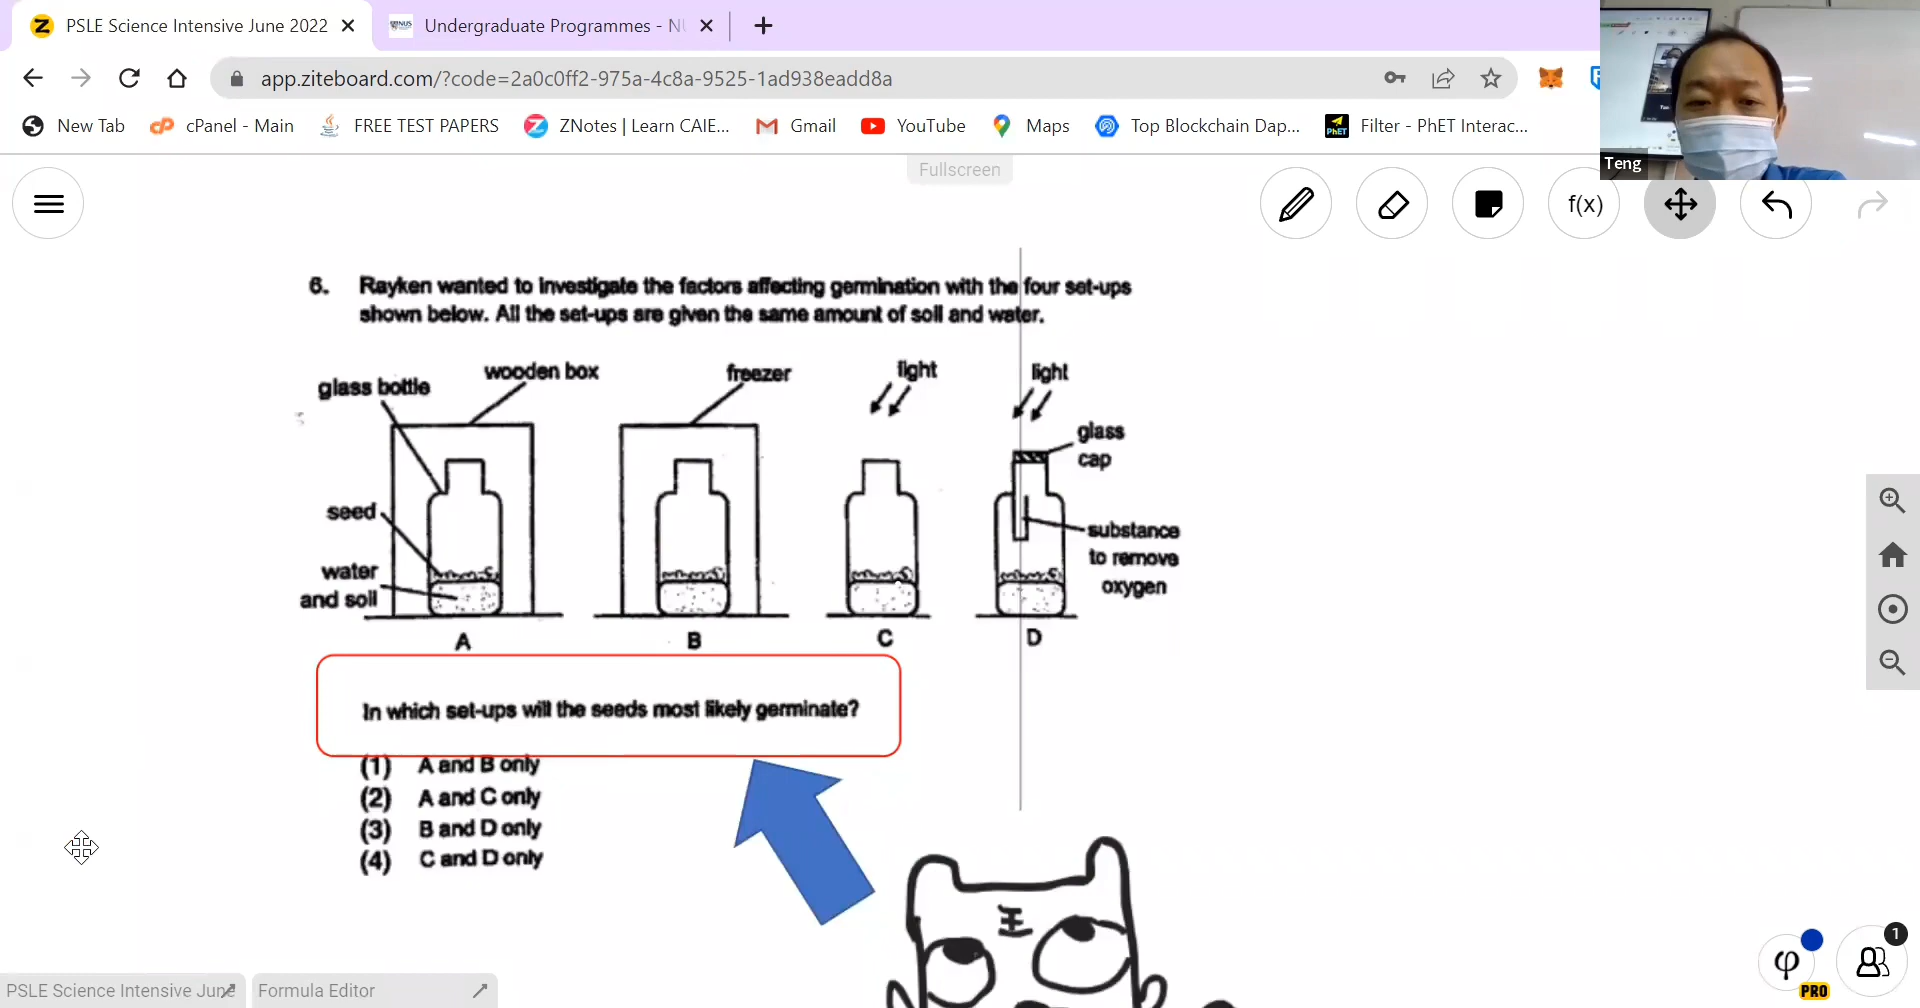 PSLE Science Intensive June 2022
Undergraduate Programmes - NU
app.ziteboard.com/?code=2a0c0ff2-975a-4c8a-9525-1ad938eadd8a
New Tab
cPanel - Main
FREE TEST PAPERS
ZNotes | Learn CAIE...
Gmail
YouTube
Maps
Top Blockchain Dap...
PhET
Filter - PhET Interac...
Teng
Fullscreen
f(x)
6. Rayken wanted to investigate the factors affecting germination with the four set-ups
shown below. All the set-ups are given the same amount of soil and water.
glass bottle
wooden box
freezer
light
light
glass
cap
seed
substance
to remove
oxygen
water
and soil
A
B
C
D
In which set-ups will the seeds most likely germinate?
(1) A and B only
(2) A and C only
(3) B and D only
(4) C and D only
王
PSLE Science Intensive June
Formula Editor
φ
PRO
1